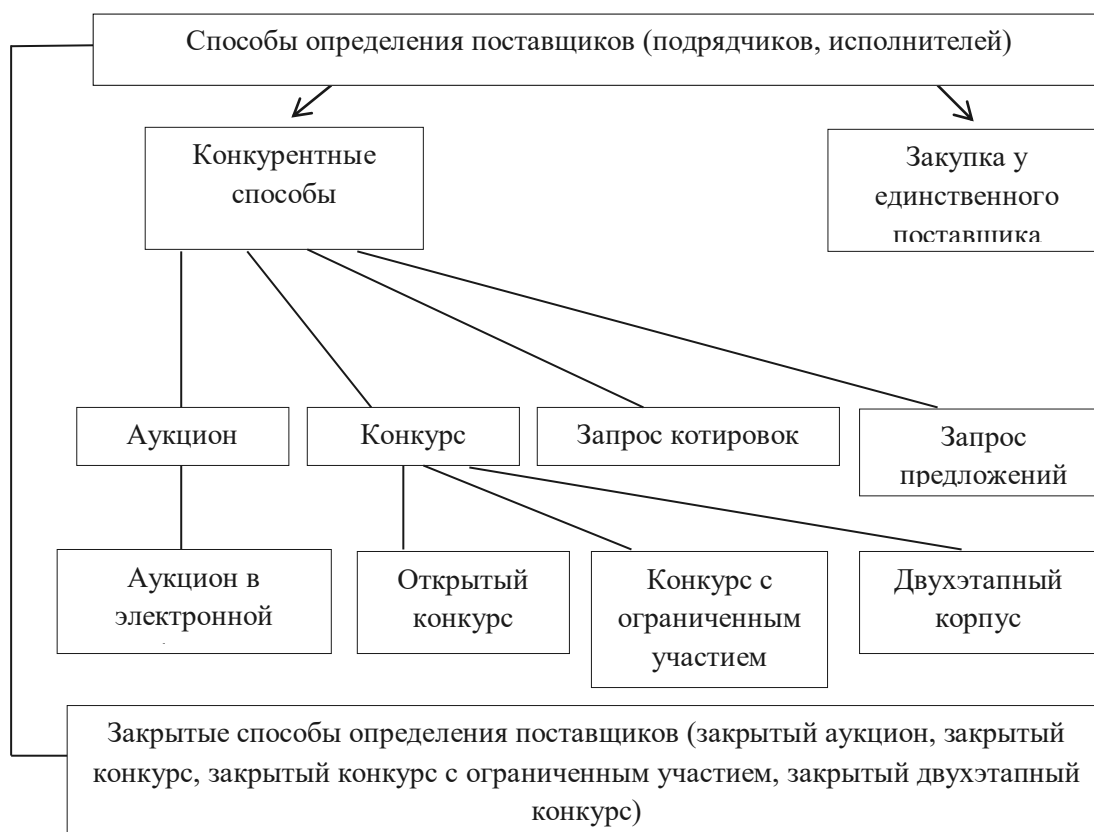 Способы определения поставщиков (подрядчиков, исполнителей)
Конкурентные
способы
Закупка у
единственного
поставщика
Аукцион
Конкурс
Запрос котировок
Запрос
предложений
Аукцион в
электронной
Открытый
конкурс
Конкурс с
ограниченным
участием
Двухэтапный
корпус
Закрытые способы определения поставщиков (закрытый аукцион, закрытый
конкурс, закрытый конкурс с ограниченным участием, закрытый двухэтапный
конкурс)